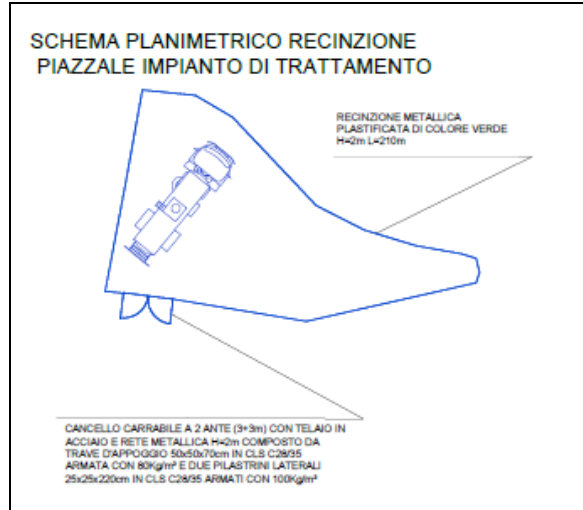 SCHEMA PLANIMETRICO RECINZIONE
PIAZZALE IMPIANTO DI TRATTAMENTO
RECINZIONE METALLICA
PLASTIFICATA DI COLORE VERDE
H=2m L=210m
CANCELLO CARRABILE A 2 ANTE (3+3m) CON TELAIO IN
ACCIAIO E RETE METALLICA H=2m COMPOSTO DA
TRAVE D'APPOGGIO 50x50x70cm IN CLS C28/35
ARMATA CON 80Kg/m³ E DUE PILASTRINI LATERALI
25x25x220cm IN CLS C28/35 ARMATI CON 100Kg/m³